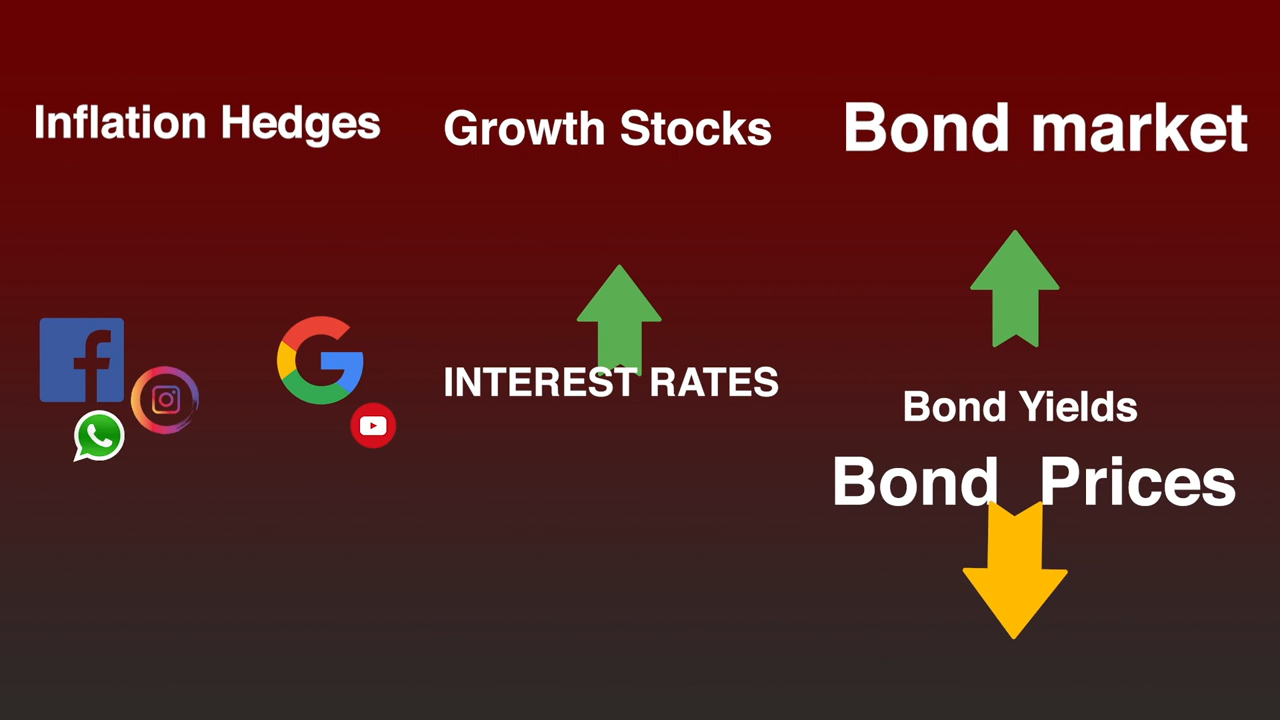 Inflation Hedges
Growth Stocks
Bond market
INTEREST RATES
Bond Yields
Bond Prices